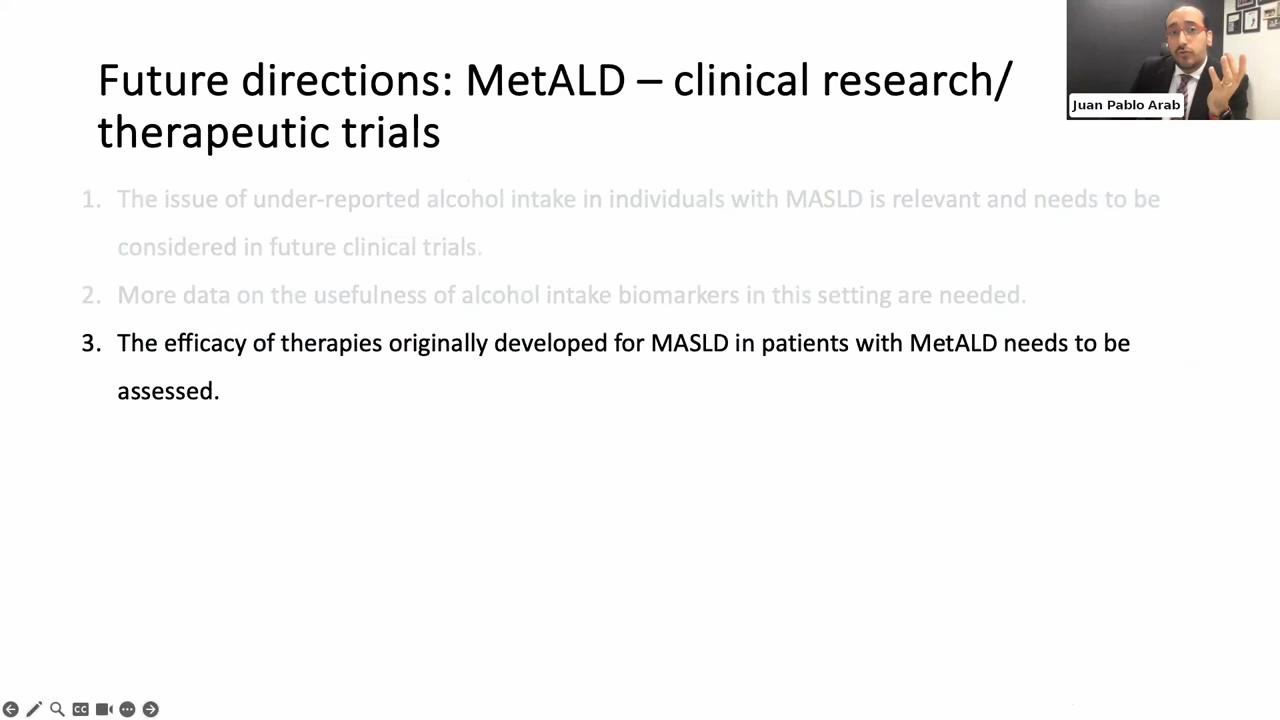 Future directions: MetALD – clinical research/
therapeutic trials
Juan Pablo Arab
1. The issue of under-reported alcohol intake in individuals with MASLD is relevant and needs to be
considered in future clinical trials.
2. More data on the usefulness of alcohol intake biomarkers in this setting are needed.
3. The efficacy of therapies originally developed for MASLD in patients with MetALD needs to be
assessed.
CC